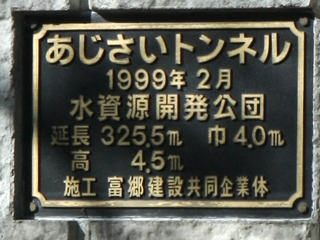 あじさいトンネル
1999年2月
水資源開発公団
延長 325.5m 巾4.0m
高 4.5m
施工 富郷建設共同企業体